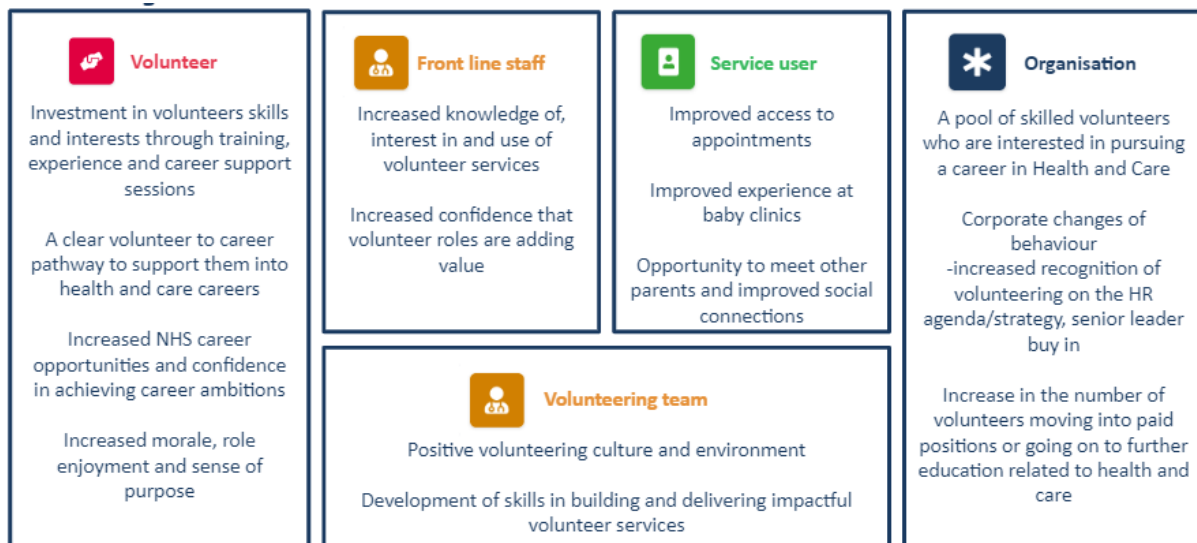 Volunteer
Investment in volunteers skills
and interests through training,
experience and career support
sessions
A clear volunteer to career
pathway to support them into
health and care careers
Increased NHS career
opportunities and confidence
in achieving career ambitions
Increased morale, role
enjoyment and sense of
purpose
Front line staff
Increased knowledge of,
interest in and use of
volunteer services
Increased confidence that
volunteer roles are adding
value
Service user
Improved access to
appointments
Improved experience at
baby clinics
Opportunity to meet other
parents and improved social
connections
Volunteering team
Positive volunteering culture and environment
Development of skills in building and delivering impactful
volunteer services
Organisation
A pool of skilled volunteers
who are interested in pursuing
a career in Health and Care
Corporate changes of
behaviour
-increased recognition of
volunteering on the HR
agenda/strategy, senior leader
buy in
Increase in the number of
volunteers moving into paid
positions or going on to further
education related to health and
care